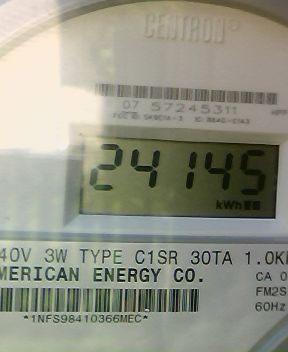 CENTRON®
07 57245311
24145
kWh
40V 3W TYPE C1SR 30TA 1.0K
MERICAN ENERGY CO.
CA 0
FM2S
60Hz
*1NFS98410366MEC*